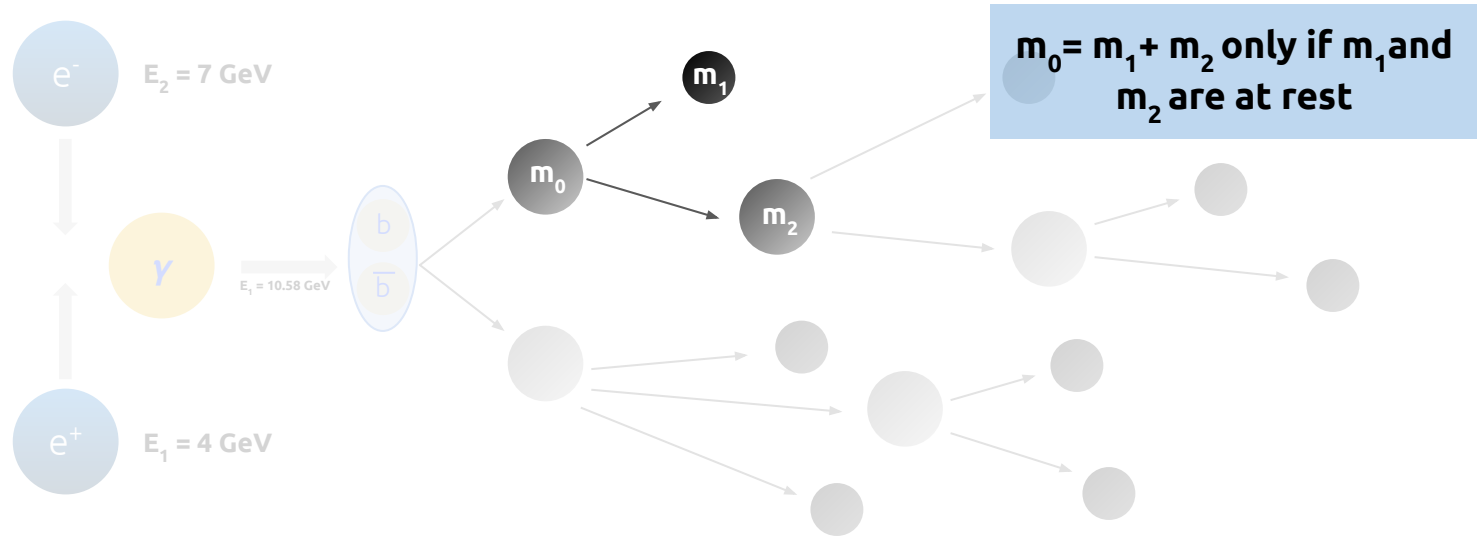 e⁻
E₂ = 7 GeV
m₀= m₁+ m₂ only if m₁and
m₂ are at rest
m₁
m₀
m₂
b
γ
b̅
E₁ = 10.58 GeV
e⁺
E₁ = 4 GeV